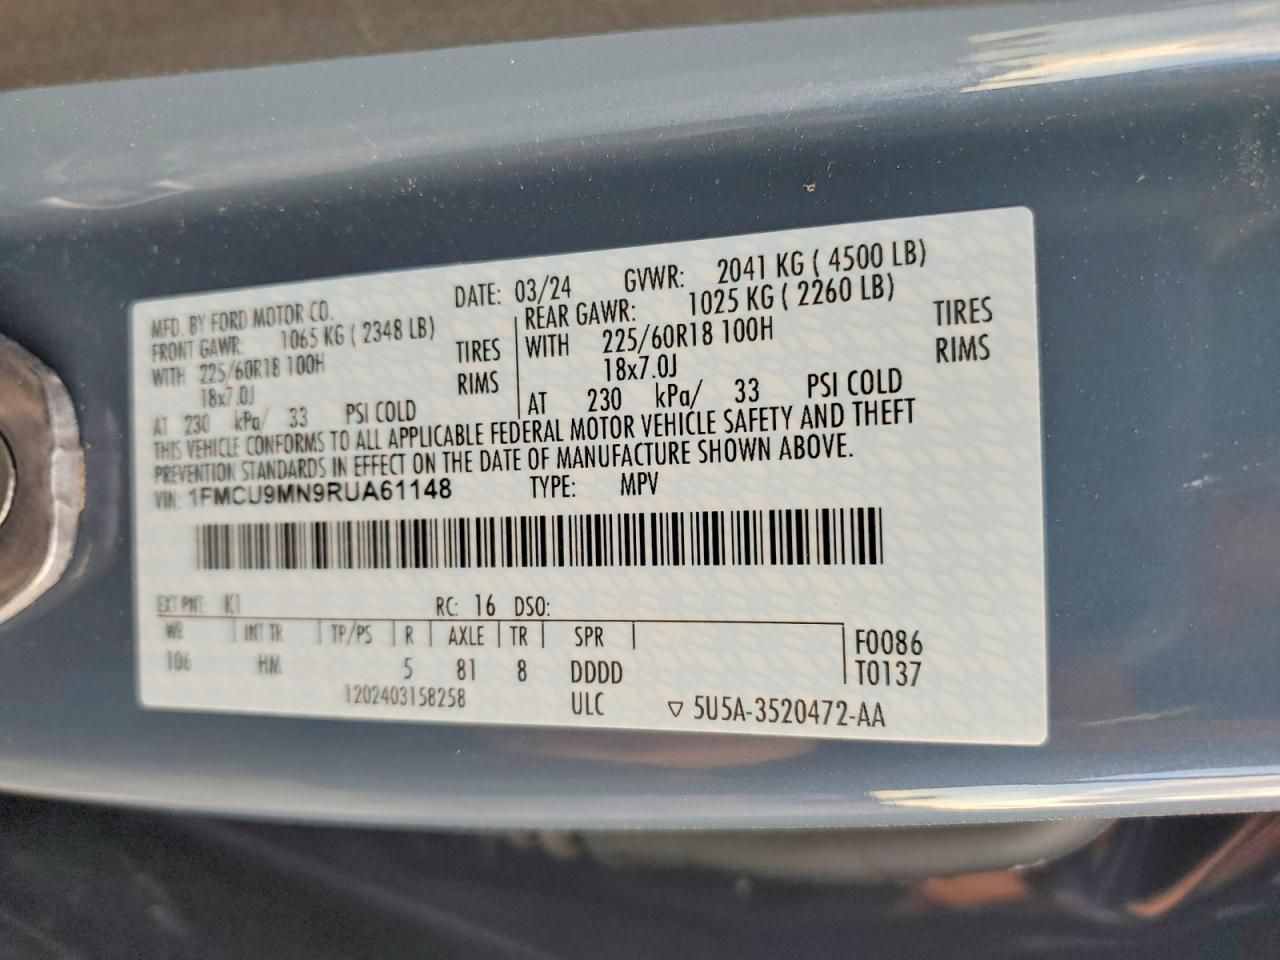 MFD. BY FORD MOTOR CO. DATE: 03/24 GVWR: 2041 KG ( 4500 LB)
FRONT GAWR: 1065 KG ( 2348 LB) REAR GAWR: 1025 KG ( 2260 LB)
WITH 225/60R18 100H TIRES WITH 225/60R18 100H TIRES
18x7.0J RIMS 18x7.0J RIMS
AT 230 kPa/ 33 PSI COLD AT 230 kPa/ 33 PSI COLD
THIS VEHICLE CONFORMS TO ALL APPLICABLE FEDERAL MOTOR VEHICLE SAFETY AND THEFT
PREVENTION STANDARDS IN EFFECT ON THE DATE OF MANUFACTURE SHOWN ABOVE.
VIN: 1FMCU9MN9RUA61148 TYPE: MPV
EXT PNT: K1 RC: 16 DSO:
WB INT TR TP/PS R AXLE TR SPR F0086
106 HM 5 81 8 DDDD T0137
1202403158258 ULC ▽ 5U5A-3520472-AA